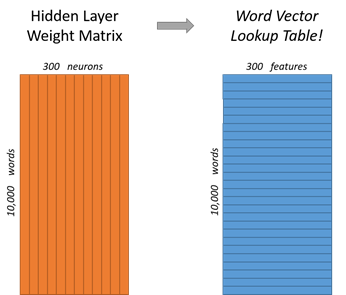 Hidden Layer
Weight Matrix
Word Vector
Lookup Table!
300 neurons
300 features
10,000 words
10,000 words